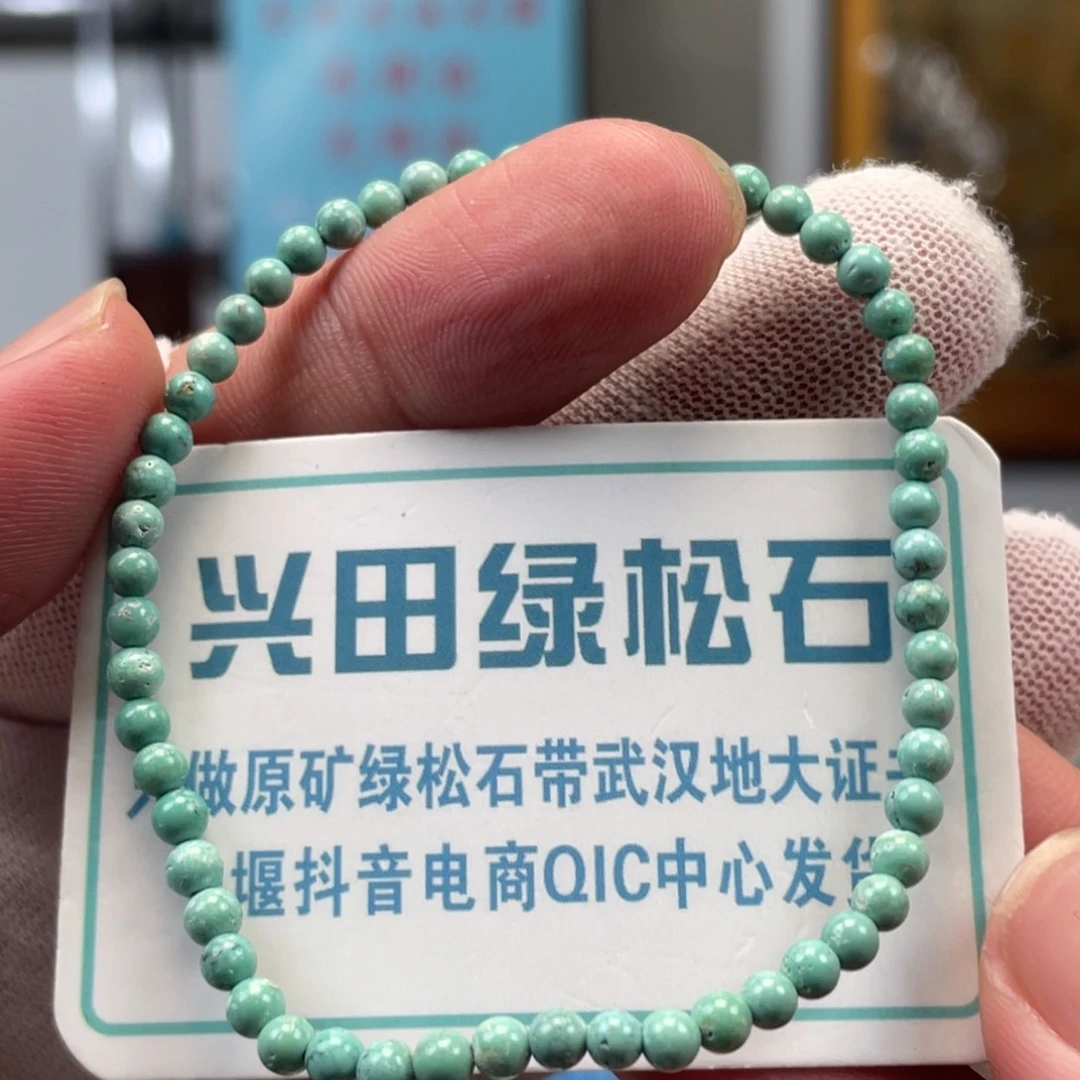 兴田绿松石
做原矿绿松石带武汉地大证
堰抖音电商QIC中心发货